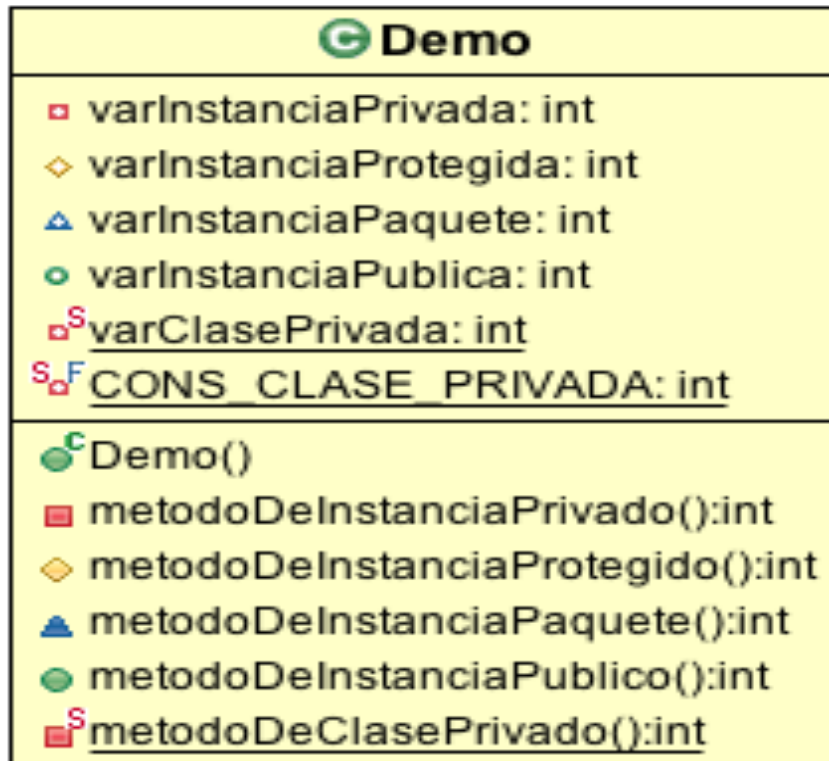 C Demo
varInstanciaPrivada: int
varInstanciaProtegida: int
varInstanciaPaquete: int
varInstanciaPublica: int
S varClasePrivada: int
S F CONS_CLASE_PRIVADA: int
C Demo()
metodoDeInstanciaPrivado():int
metodoDeInstanciaProtegido():int
metodoDeInstanciaPaquete():int
metodoDeInstanciaPublico():int
S metodoDeClasePrivado():int